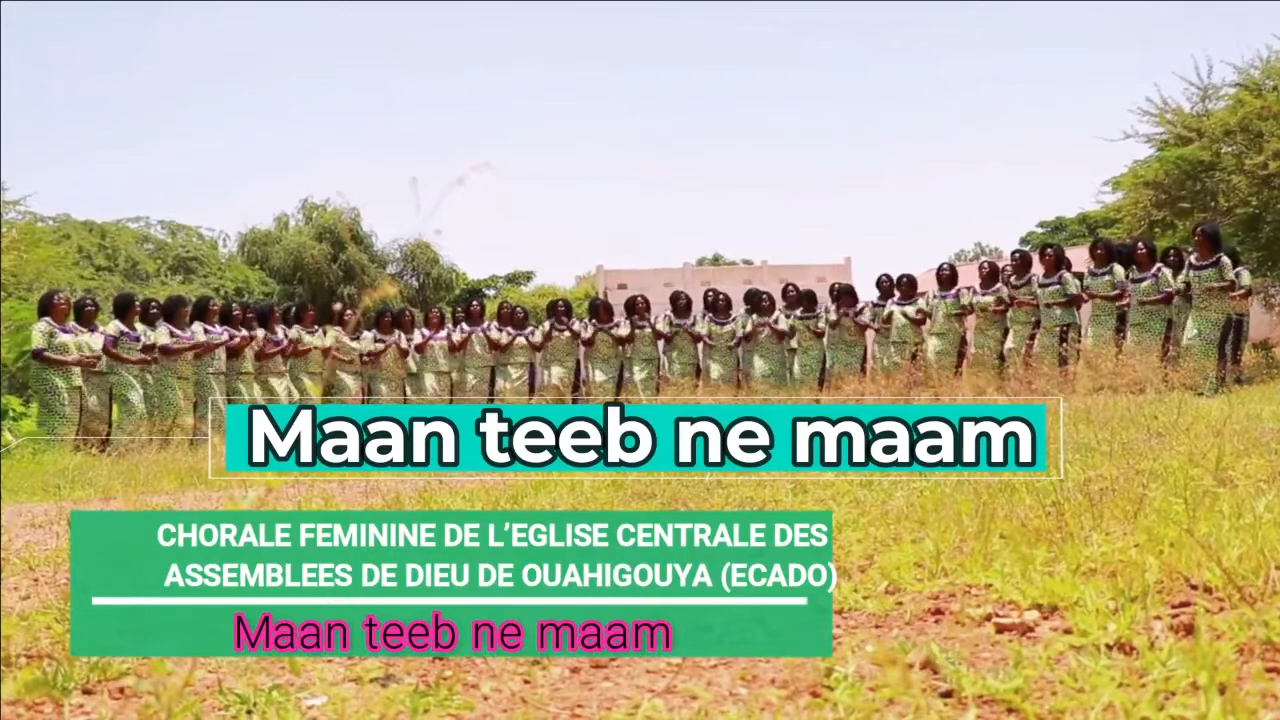 Maan teeb ne maam
CHORALE FEMININE DE L’EGLISE CENTRALE DES
ASSEMBLEES DE DIEU DE OUAHIGOUYA (ECADO)
Maan teeb ne maam